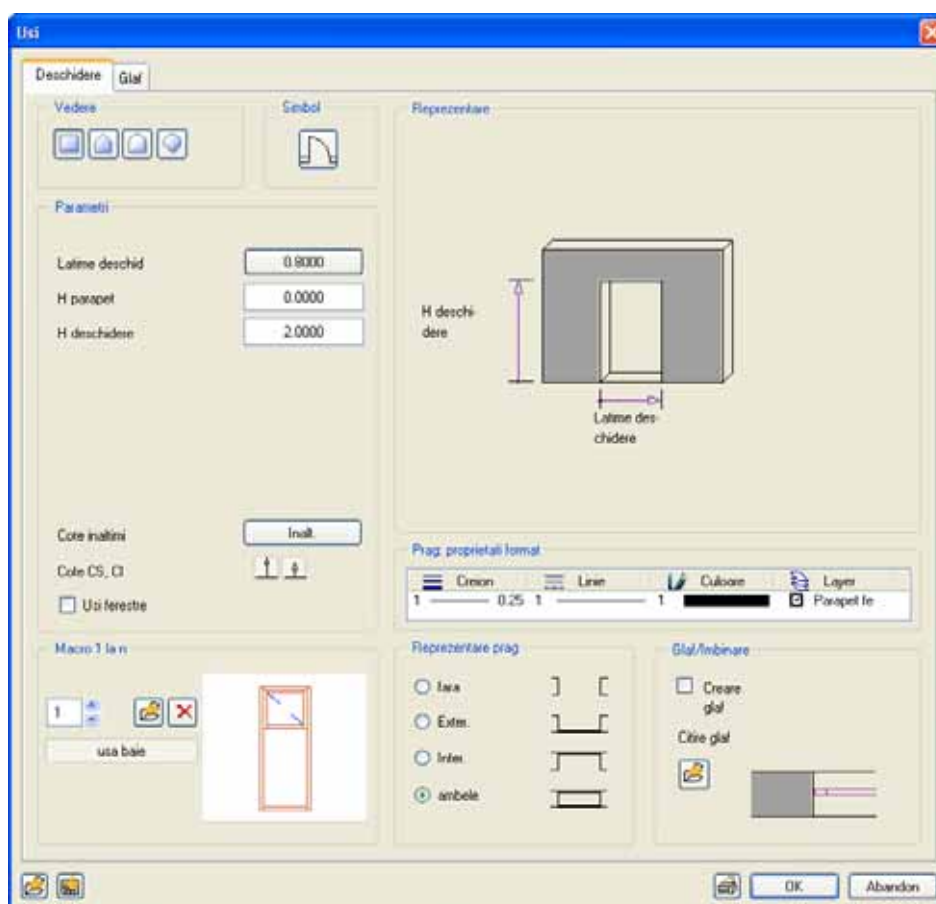 Usi
Deschidere Glaf
Vedere
Simbol
Reprezentare
Parametri
Latime deschid 0.8000
H parapet 0.0000
H deschidere 2.0000
H deschi-
dere
Latime des-
chidere
Cote inaltimi Inalt.
Cote CS, CI
Usi ferestre
Prag: proprietati format
Creion Linie Culoare Layer
1 0.25 1 1 Parapet fe
Macro 1 la n
1
usa baie
Reprezentare prag
fara
Exter.
Inter.
ambele
Glaf/Imbinare
Creare
glaf
Citire glaf
OK Abandon